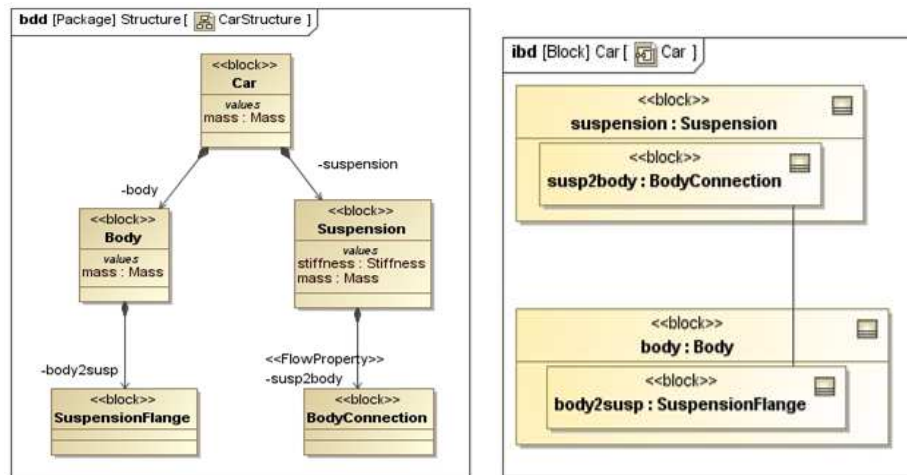 bdd [Package] Structure [ CarStructure ]
<<block>>
Car
values
mass : Mass
-body
-suspension
<<block>>
Body
values
mass : Mass
<<block>>
Suspension
values
stiffness : Stiffness
mass : Mass
-body2susp
<<FlowProperty>>
-susp2body
<<block>>
SuspensionFlange
<<block>>
BodyConnection
ibd [Block] Car [ Car ]
<<block>>
suspension : Suspension
<<block>>
susp2body : BodyConnection
<<block>>
body : Body
<<block>>
body2susp : SuspensionFlange